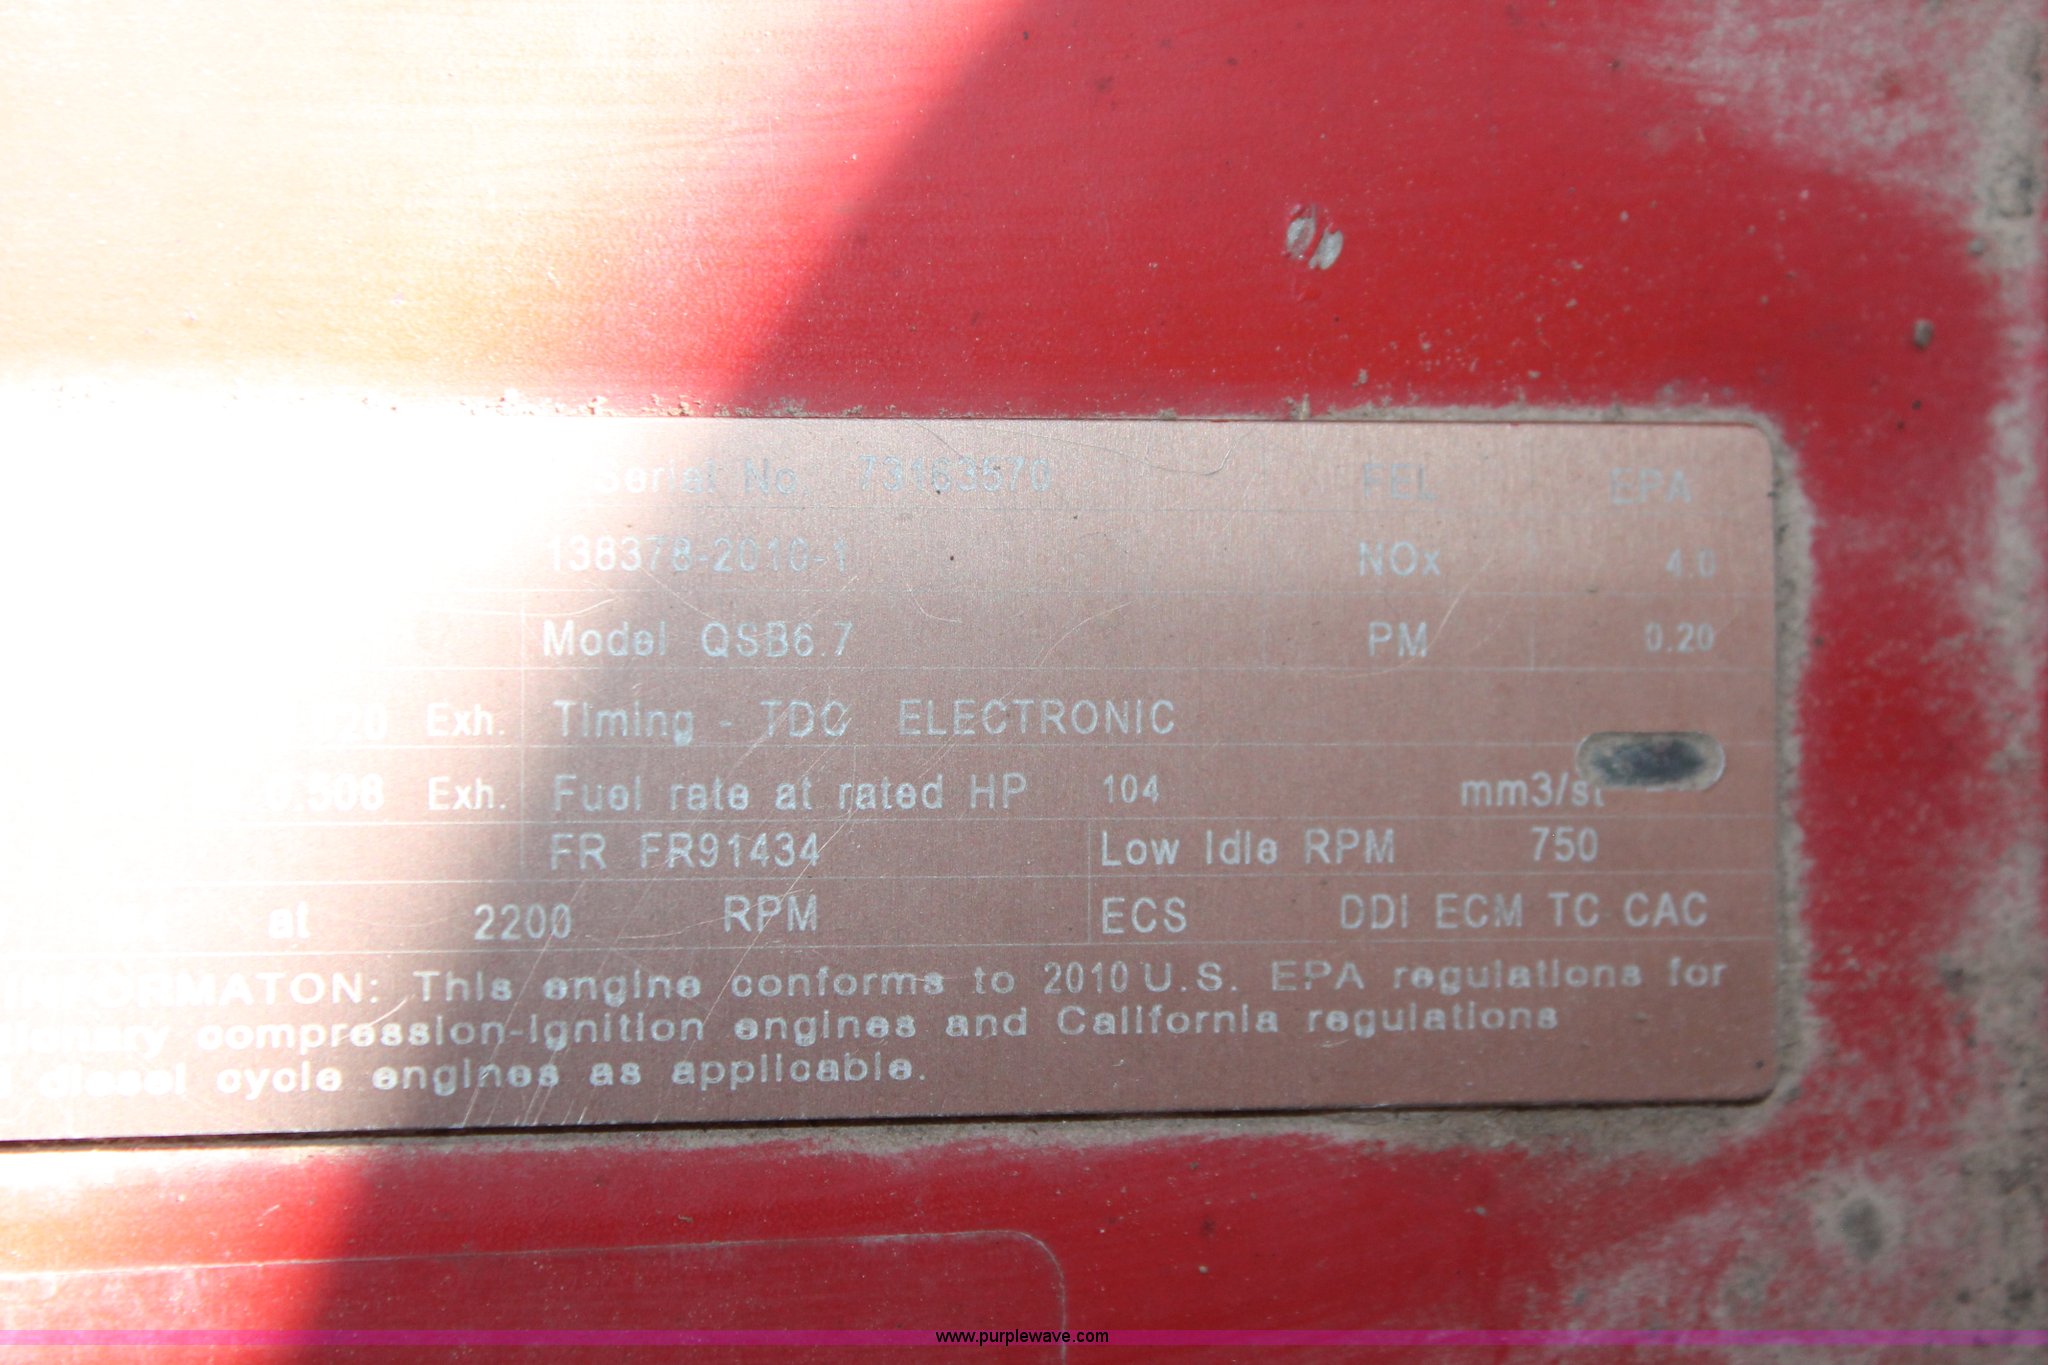 Serial No. 73163570 FEL EPA
138378-2010-1 NOx 4.0
Model QSB6.7 PM 0.20
Exh. Timing - TDC ELECTRONIC
Exh. Fuel rate at rated HP 104 mm3/st
FR FR91434 Low Idle RPM 750
at 2200 RPM ECS DDI ECM TC CAC
INFORMATON: This engine conforms to 2010 U.S. EPA regulations for
compression-ignition engines and California regulations
diesel cycle engines as applicable.
www.purplewave.com